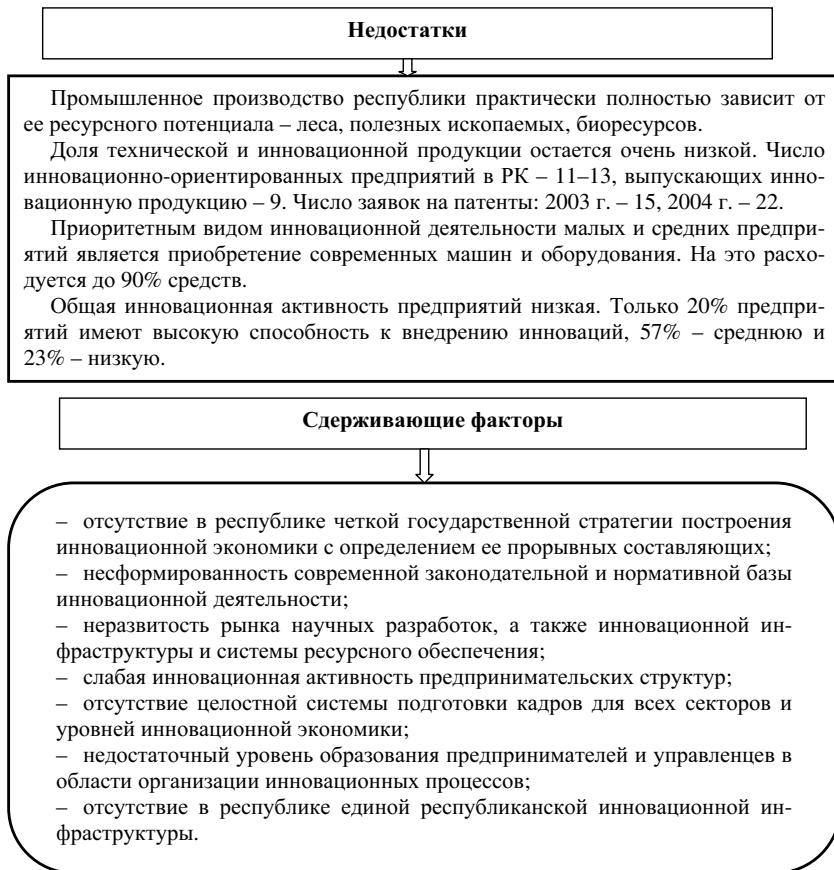 Недостатки
Промышленное производство республики практически полностью зависит от
ее ресурсного потенциала – леса, полезных ископаемых, биоресурсов.
Доля технической и инновационной продукции остается очень низкой. Число
инновационно-ориентированных предприятий в РК – 11–13, выпускающих инно-
вационную продукцию – 9. Число заявок на патенты: 2003 г. – 15, 2004 г. – 22.
Приоритетным видом инновационной деятельности малых и средних предпри-
ятий является приобретение современных машин и оборудования. На это расхо-
дуется до 90% средств.
Общая инновационная активность предприятий низкая. Только 20% предпри-
ятий имеют высокую способность к внедрению инноваций, 57% – среднюю и
23% – низкую.
Сдерживающие факторы
– отсутствие в республике четкой государственной стратегии построения
инновационной экономики с определением ее прорывных составляющих;
– несформированность современной законодательной и нормативной базы
инновационной деятельности;
– неразвитость рынка научных разработок, а также инновационной ин-
фраструктуры и системы ресурсного обеспечения;
– слабая инновационная активность предпринимательских структур;
– отсутствие целостной системы подготовки кадров для всех секторов и
уровней инновационной экономики;
– недостаточный уровень образования предпринимателей и управленцев в
области организации инновационных процессов;
– отсутствие в республике единой республиканской инновационной ин-
фраструктуры.